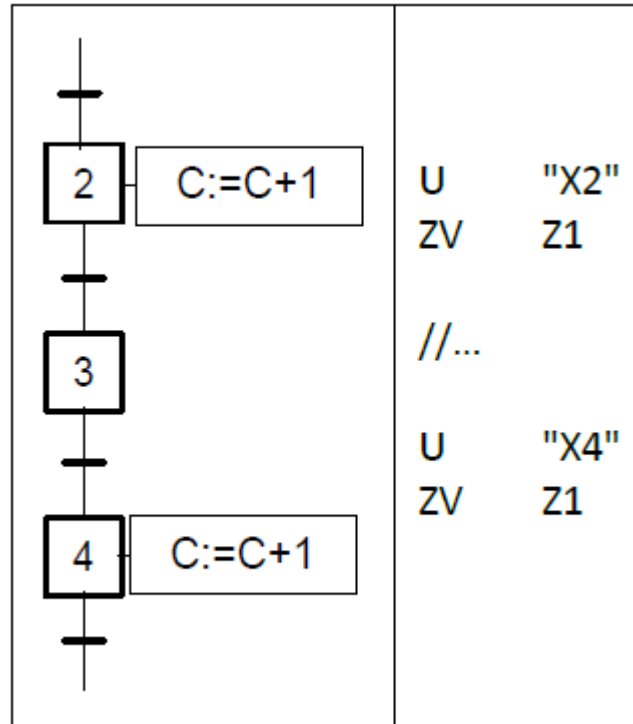 2
C:=C+1
3
4
C:=C+1
U "X2"
ZV Z1
//...
U "X4"
ZV Z1